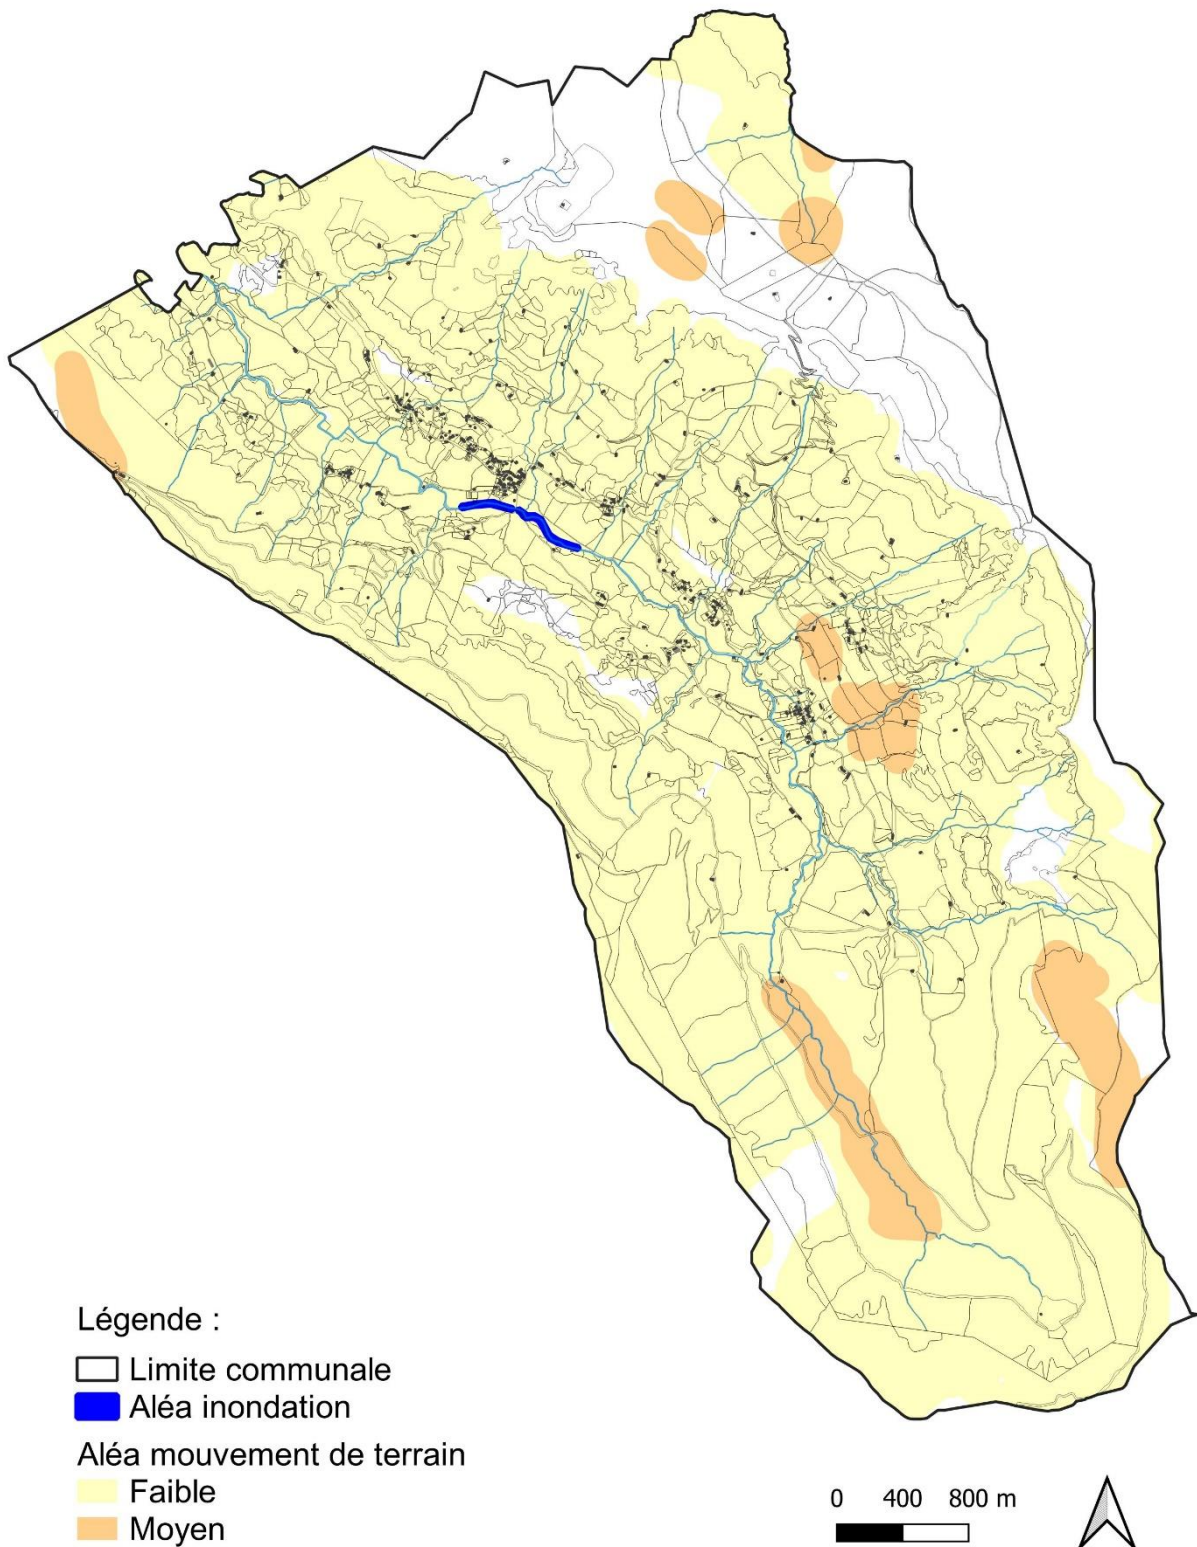 Légende :
Limite communale
Aléa inondation
Aléa mouvement de terrain
Faible
Moyen
0 400 800 m